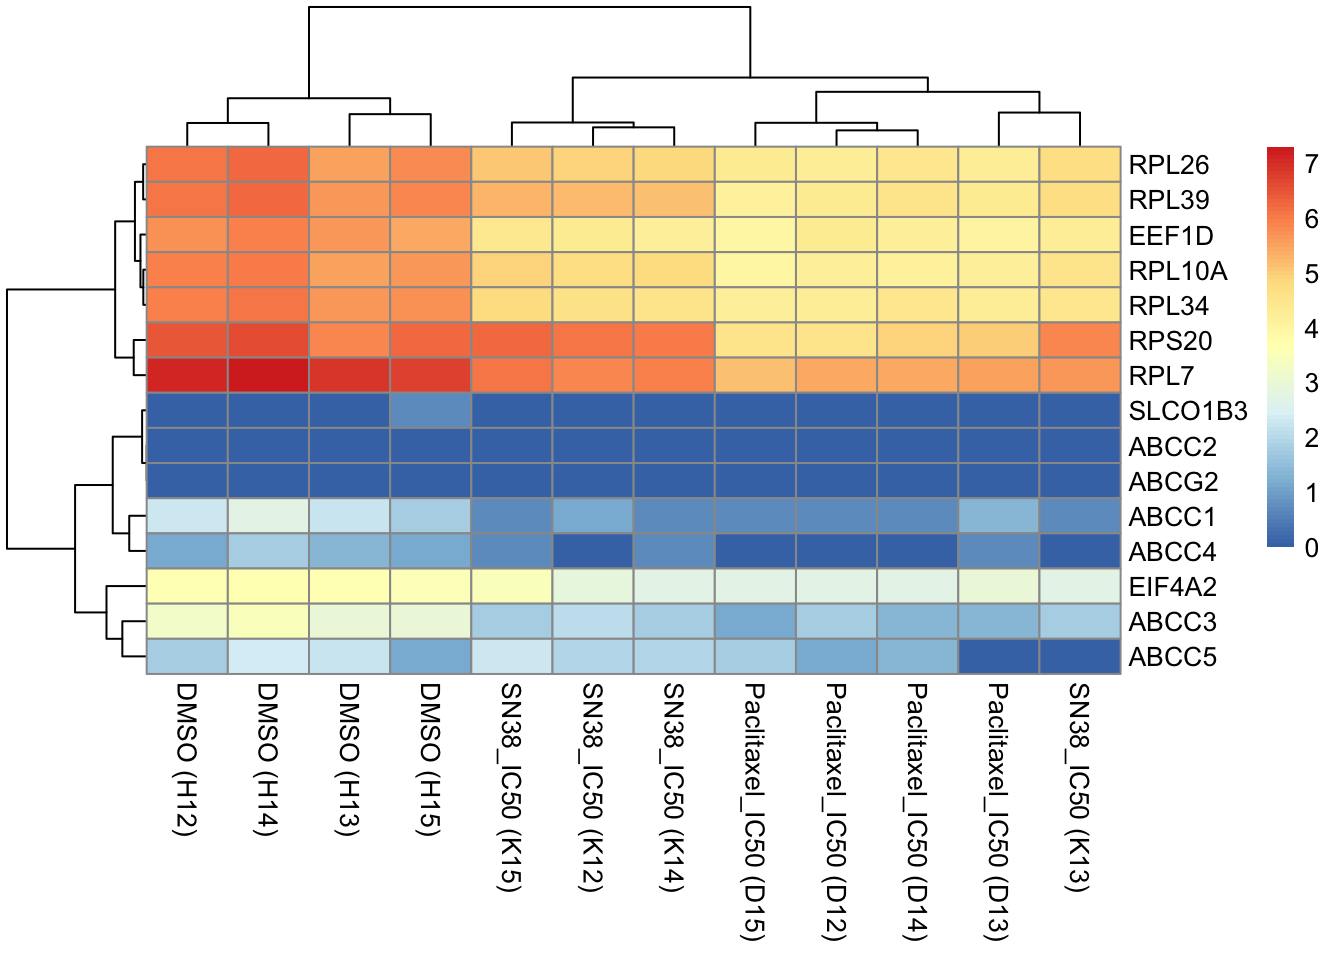 RPL26
RPL39
EEF1D
RPL10A
RPL34
RPS20
RPL7
SLCO1B3
ABCC2
ABCG2
ABCC1
ABCC4
EIF4A2
ABCC3
ABCC5
7
6
5
4
3
2
1
0
DMSO (H12)
DMSO (H14)
DMSO (H13)
DMSO (H15)
SN38_IC50 (K15)
SN38_IC50 (K12)
SN38_IC50 (K14)
Paclitaxel_IC50 (D15)
Paclitaxel_IC50 (D12)
Paclitaxel_IC50 (D14)
Paclitaxel_IC50 (D13)
SN38_IC50 (K13)